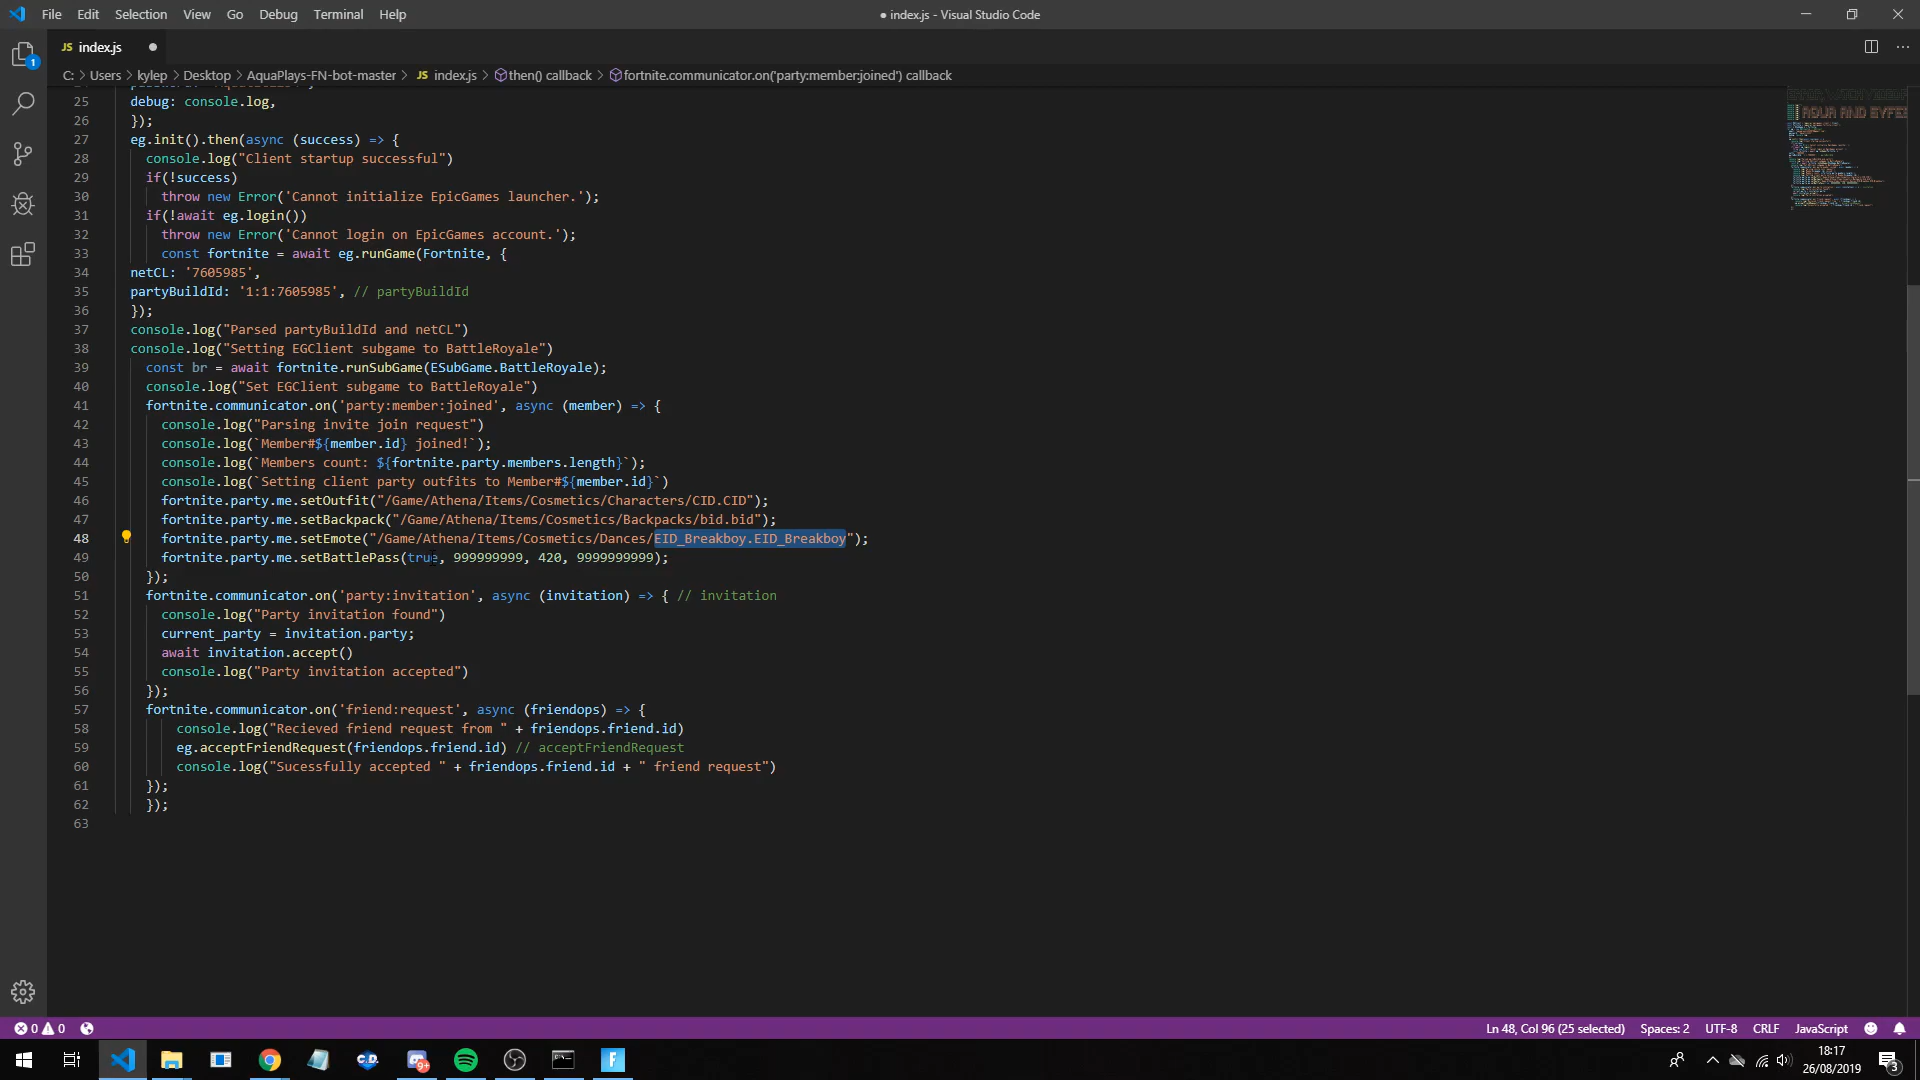 File Edit Selection View Go Debug Terminal Help
● index.js - Visual Studio Code
JS index.js
C: > Users > kylep > Desktop > AquaPlays-FN-bot-master > JS index.js > then() callback > fortnite.communicator.on('party:member:joined') callback
1
25 debug: console.log,
26 });
27 eg.init().then(async (success) => {
28 console.log("Client startup successful")
29 if(!success)
30 throw new Error('Cannot initialize EpicGames launcher.');
31 if(!await eg.login())
32 throw new Error('Cannot login on EpicGames account.');
33 const fortnite = await eg.runGame(Fortnite, {
34 netCL: '7605985',
35 partyBuildId: '1:1:7605985', // partyBuildId
36 });
37 console.log("Parsed partyBuildId and netCL")
38 console.log("Setting EGClient subgame to BattleRoyale")
39 const br = await fortnite.runSubGame(ESubGame.BattleRoyale);
40 console.log("Set EGClient subgame to BattleRoyale")
41 fortnite.communicator.on('party:member:joined', async (member) => {
42 console.log("Parsing invite join request")
43 console.log(`Member#${member.id} joined!`);
44 console.log(`Members count: ${fortnite.party.members.length}`);
45 console.log(`Setting client party outfits to Member#${member.id}`)
46 fortnite.party.me.setOutfit("/Game/Athena/Items/Cosmetics/Characters/CID.CID");
47 fortnite.party.me.setBackpack("/Game/Athena/Items/Cosmetics/Backpacks/bid.bid");
48 fortnite.party.me.setEmote("/Game/Athena/Items/Cosmetics/Dances/EID_Breakboy.EID_Breakboy");
49 fortnite.party.me.setBattlePass(true, 999999999, 420, 9999999999);
50 });
51 fortnite.communicator.on('party:invitation', async (invitation) => { // invitation
52 console.log("Party invitation found")
53 current_party = invitation.party;
54 await invitation.accept()
55 console.log("Party invitation accepted")
56 });
57 fortnite.communicator.on('friend:request', async (friendops) => {
58 console.log("Recieved friend request from " + friendops.friend.id)
59 eg.acceptFriendRequest(friendops.friend.id) // acceptFriendRequest
60 console.log("Sucessfully accepted " + friendops.friend.id + " friend request")
61 });
62 });
63
0 0
Ln 48, Col 96 (25 selected) Spaces: 2 UTF-8 CRLF JavaScript
18:17
26/08/2019